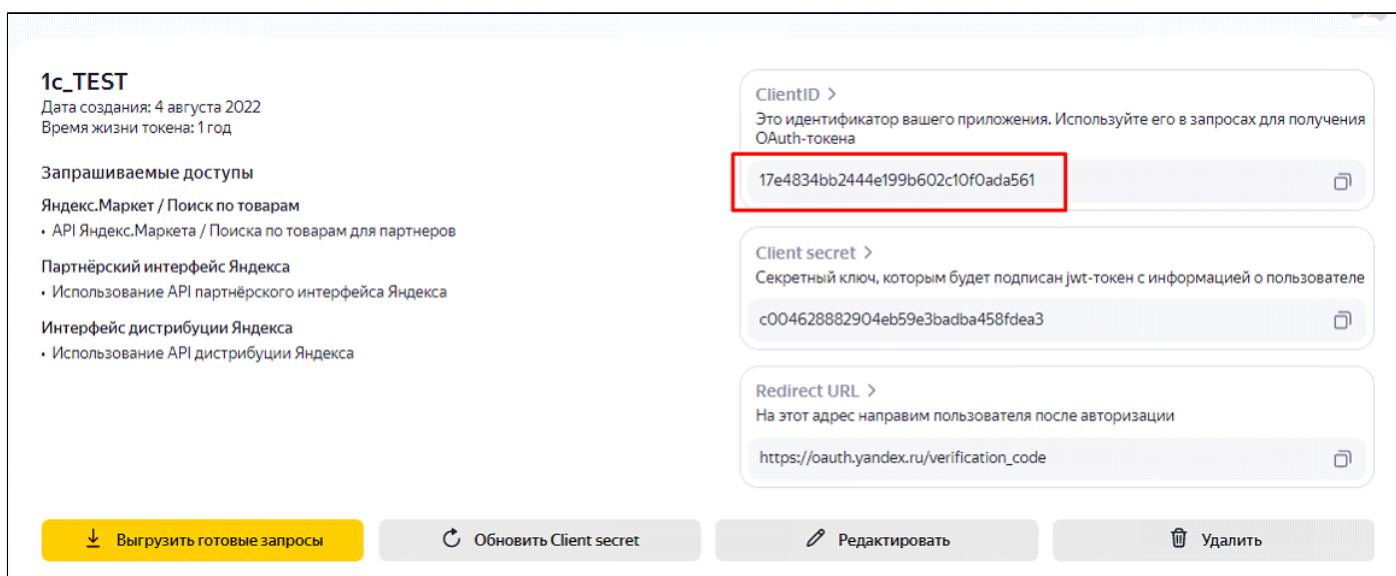 1c_TEST
Дата создания: 4 августа 2022
Время жизни токена: 1 год
Запрашиваемые доступы
Яндекс.Маркет / Поиск по товарам
• API Яндекс.Маркета / Поиска по товарам для партнеров
Партнёрский интерфейс Яндекса
• Использование API партнёрского интерфейса Яндекса
Интерфейс дистрибуции Яндекса
• Использование API дистрибуции Яндекса
ClientID >
Это идентификатор вашего приложения. Используйте его в запросах для получения
OAuth-токена
17e4834bb2444e199b602c10f0ada561
Client secret >
Секретный ключ, которым будет подписан jwt-токен с информацией о пользователе
c004628882904eb59e3badba458fdea3
Redirect URL >
На этот адрес направим пользователя после авторизации
https://oauth.yandex.ru/verification_code
Выгрузить готовые запросы
Обновить Client secret
Редактировать
Удалить